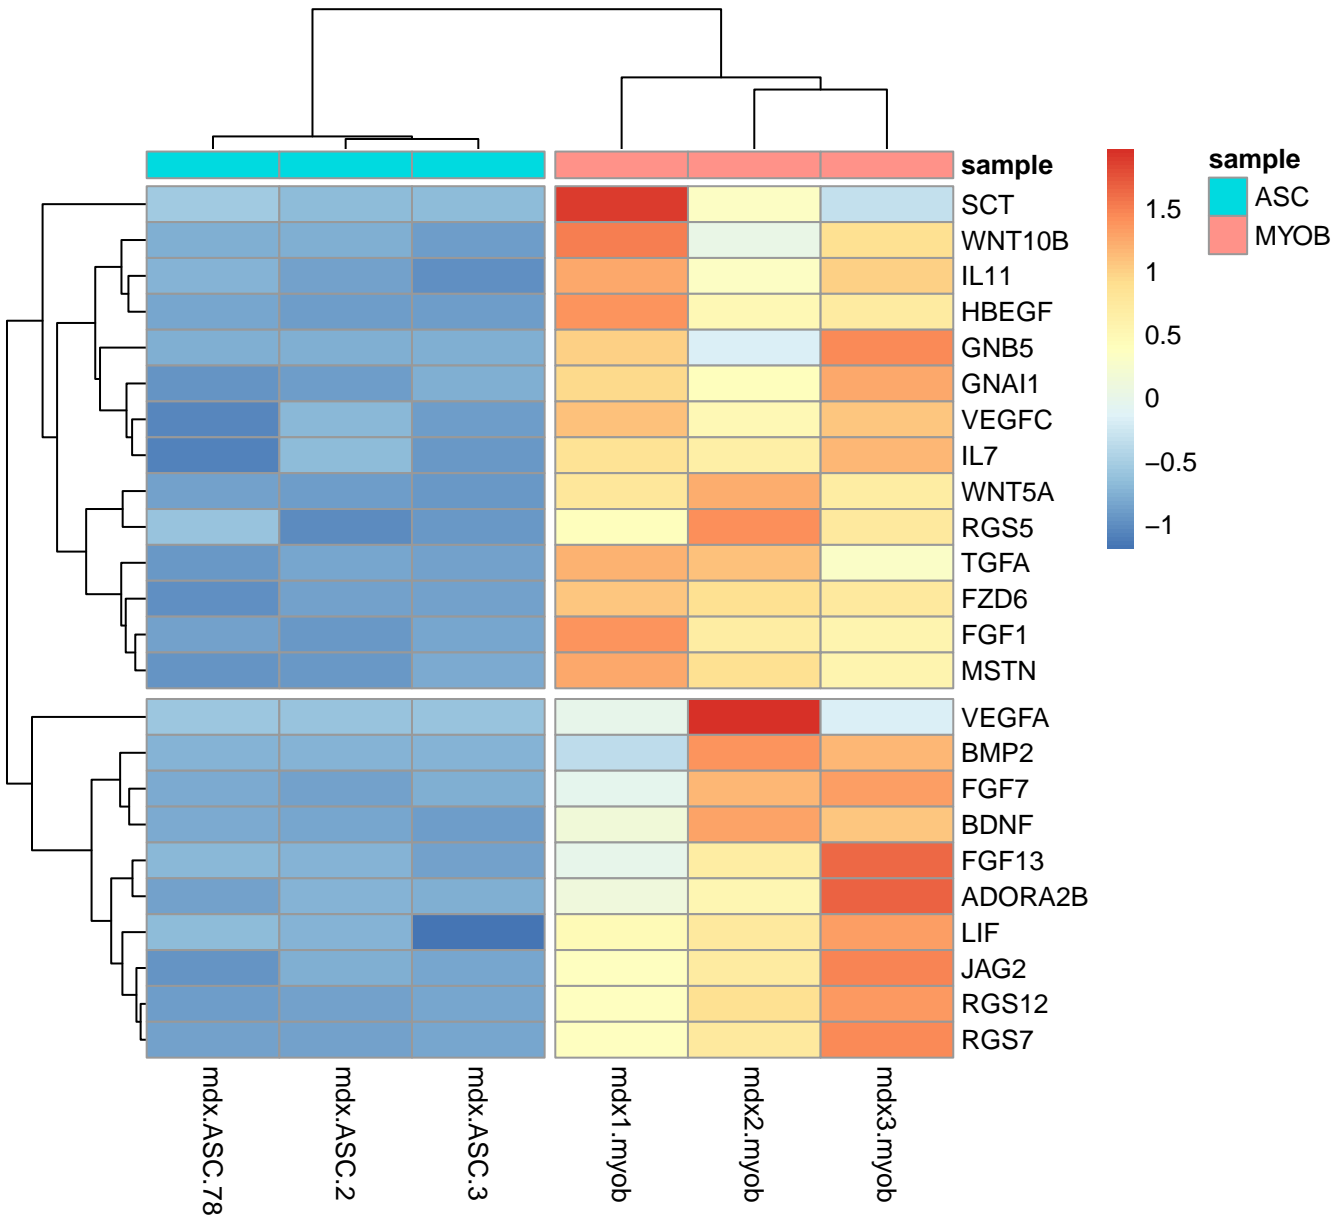 sample
SCT
WNT10B
IL11
HBEGF
GNB5
GNAI1
VEGFC
IL7
WNT5A
RGS5
TGFA
FZD6
FGF1
MSTN
VEGFA
BMP2
FGF7
BDNF
FGF13
ADORA2B
LIF
JAG2
RGS12
RGS7
mdx.ASC.78
mdx.ASC.2
mdx.ASC.3
mdx1.myob
mdx2.myob
mdx3.myob
1.5
1
0.5
0
−0.5
−1
sample
ASC
MYOB